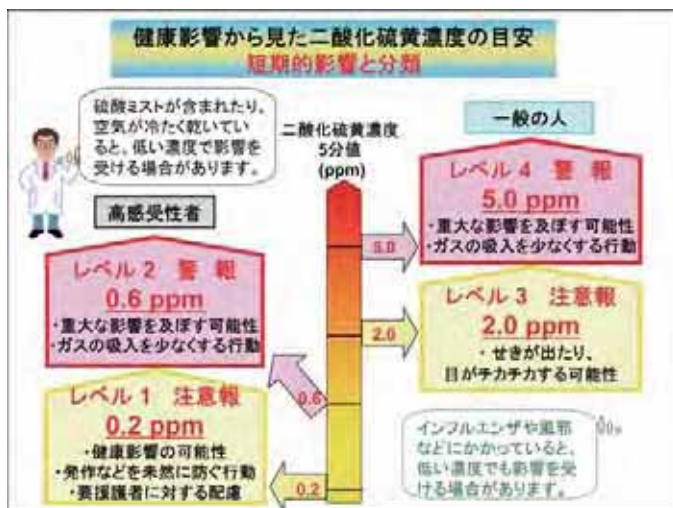 健康影響から見た二酸化硫黄濃度の目安
短期的影響と分類
硫酸ミストが含まれたり、
空気が冷たく乾いてい
ると、低い濃度で影響を
受ける場合があります。
二酸化硫黄濃度
5分値
(ppm)
一般の人
レベル4 警 報
5.0 ppm
・重大な影響を及ぼす可能性
・ガスの吸入を少なくする行動
5.0
高感受性者
レベル2 警 報
0.6 ppm
・重大な影響を及ぼす可能性
・ガスの吸入を少なくする行動
レベル3 注意報
2.0 ppm
・せきが出たり、
目がチカチカする可能性
2.0
0.6
レベル1 注意報
0.2 ppm
・健康影響の可能性
・発作などを未然に防ぐ行動
・要援護者に対する配慮
0.2
インフルエンザや風邪
などにかかっていると、
低い濃度でも影響を受
ける場合があります。